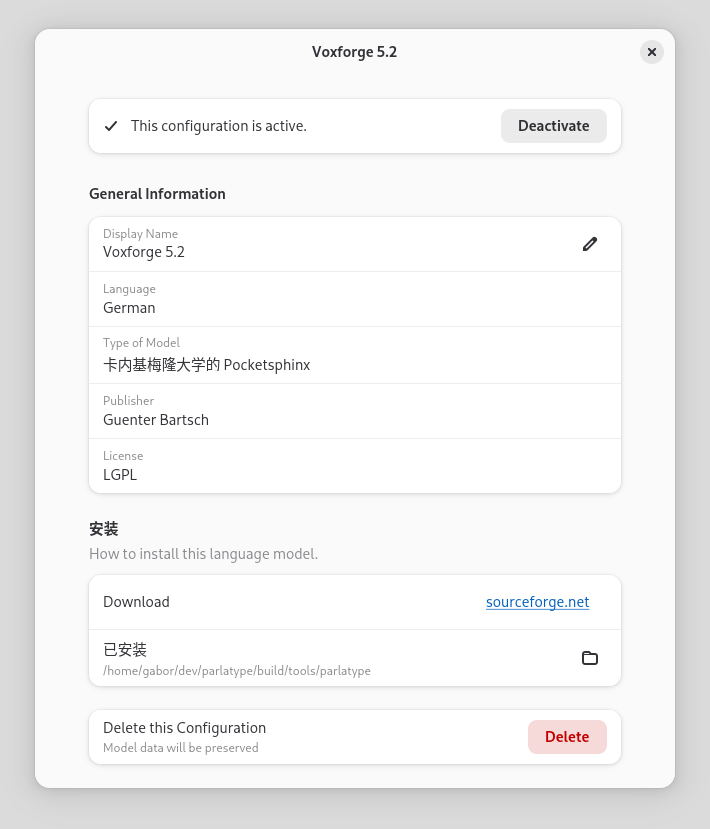 Voxforge 5.2
This configuration is active.
Deactivate
General Information
Display Name
Voxforge 5.2
Language
German
Type of Model
卡内基梅隆大学的 Pocketsphinx
Publisher
Guenter Bartsch
License
LGPL
安装
How to install this language model.
Download
sourceforge.net
已安装
/home/gabor/dev/parlatype/build/tools/parlatype
Delete this Configuration
Model data will be preserved
Delete